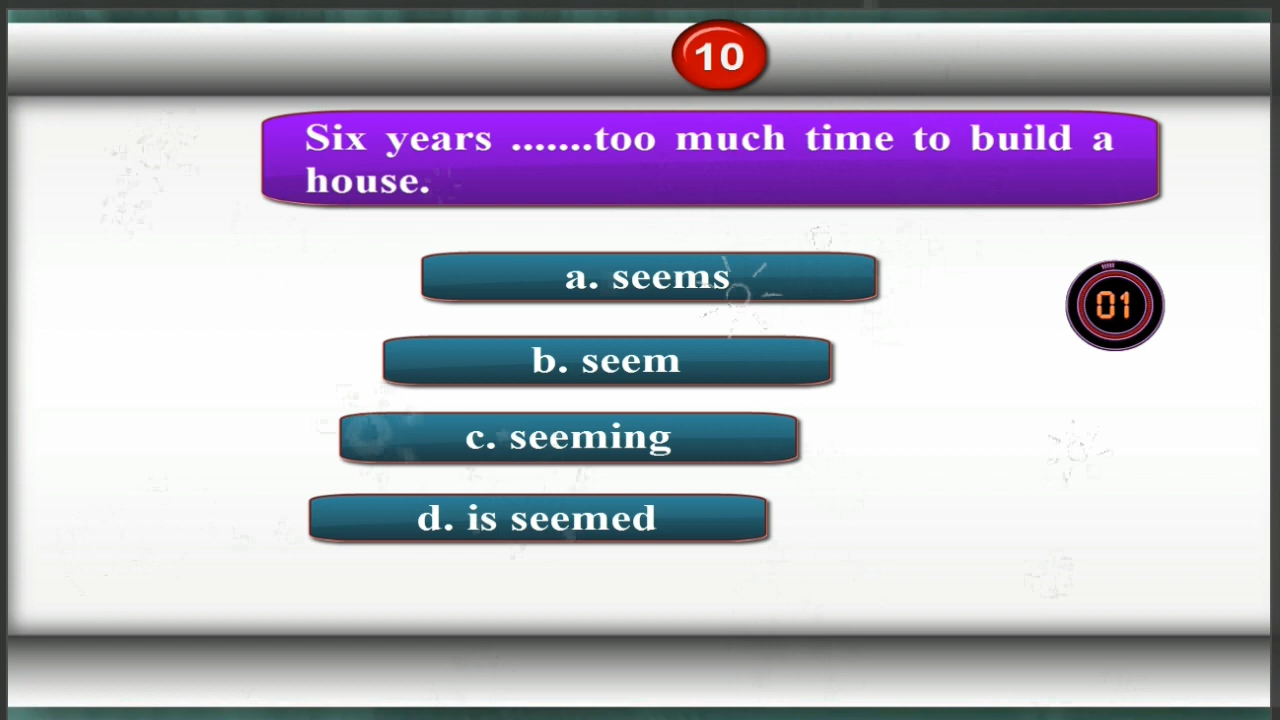 10
Six years .......too much time to build a
house.
a. seems
b. seem
01
c. seeming
d. is seemed